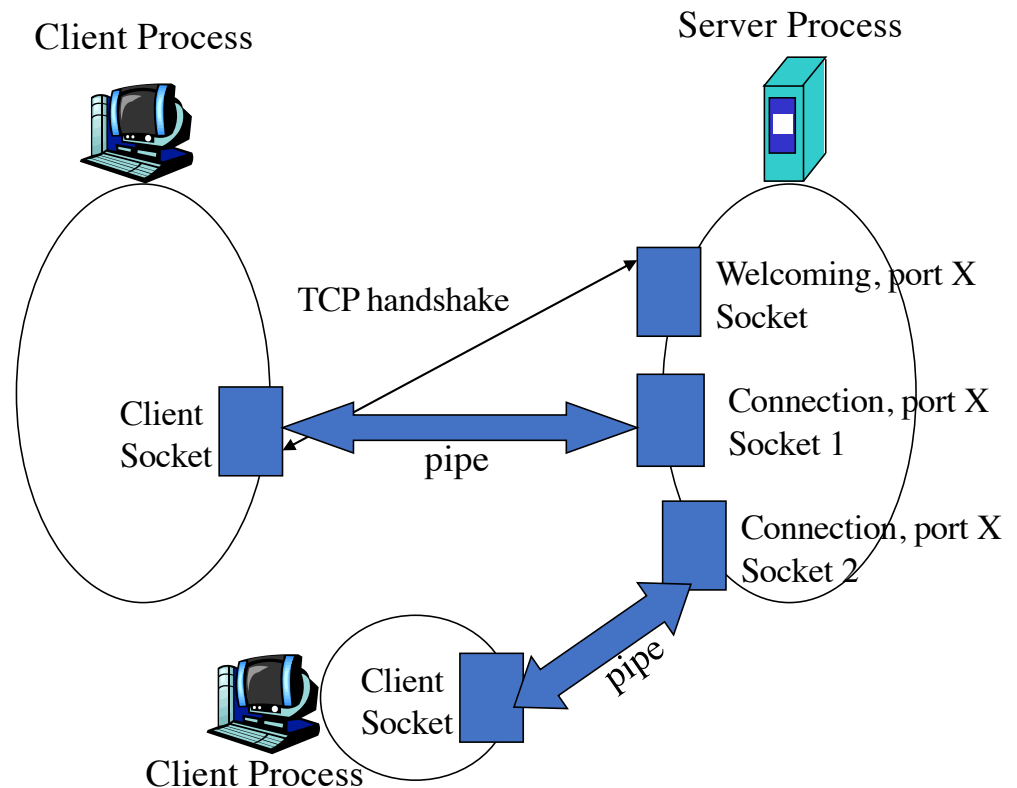 Client Process
Server Process
TCP handshake
Welcoming, port X
Socket
Client
Socket
pipe
Connection, port X
Socket 1
Connection, port X
Socket 2
pipe
Client
Socket
Client Process